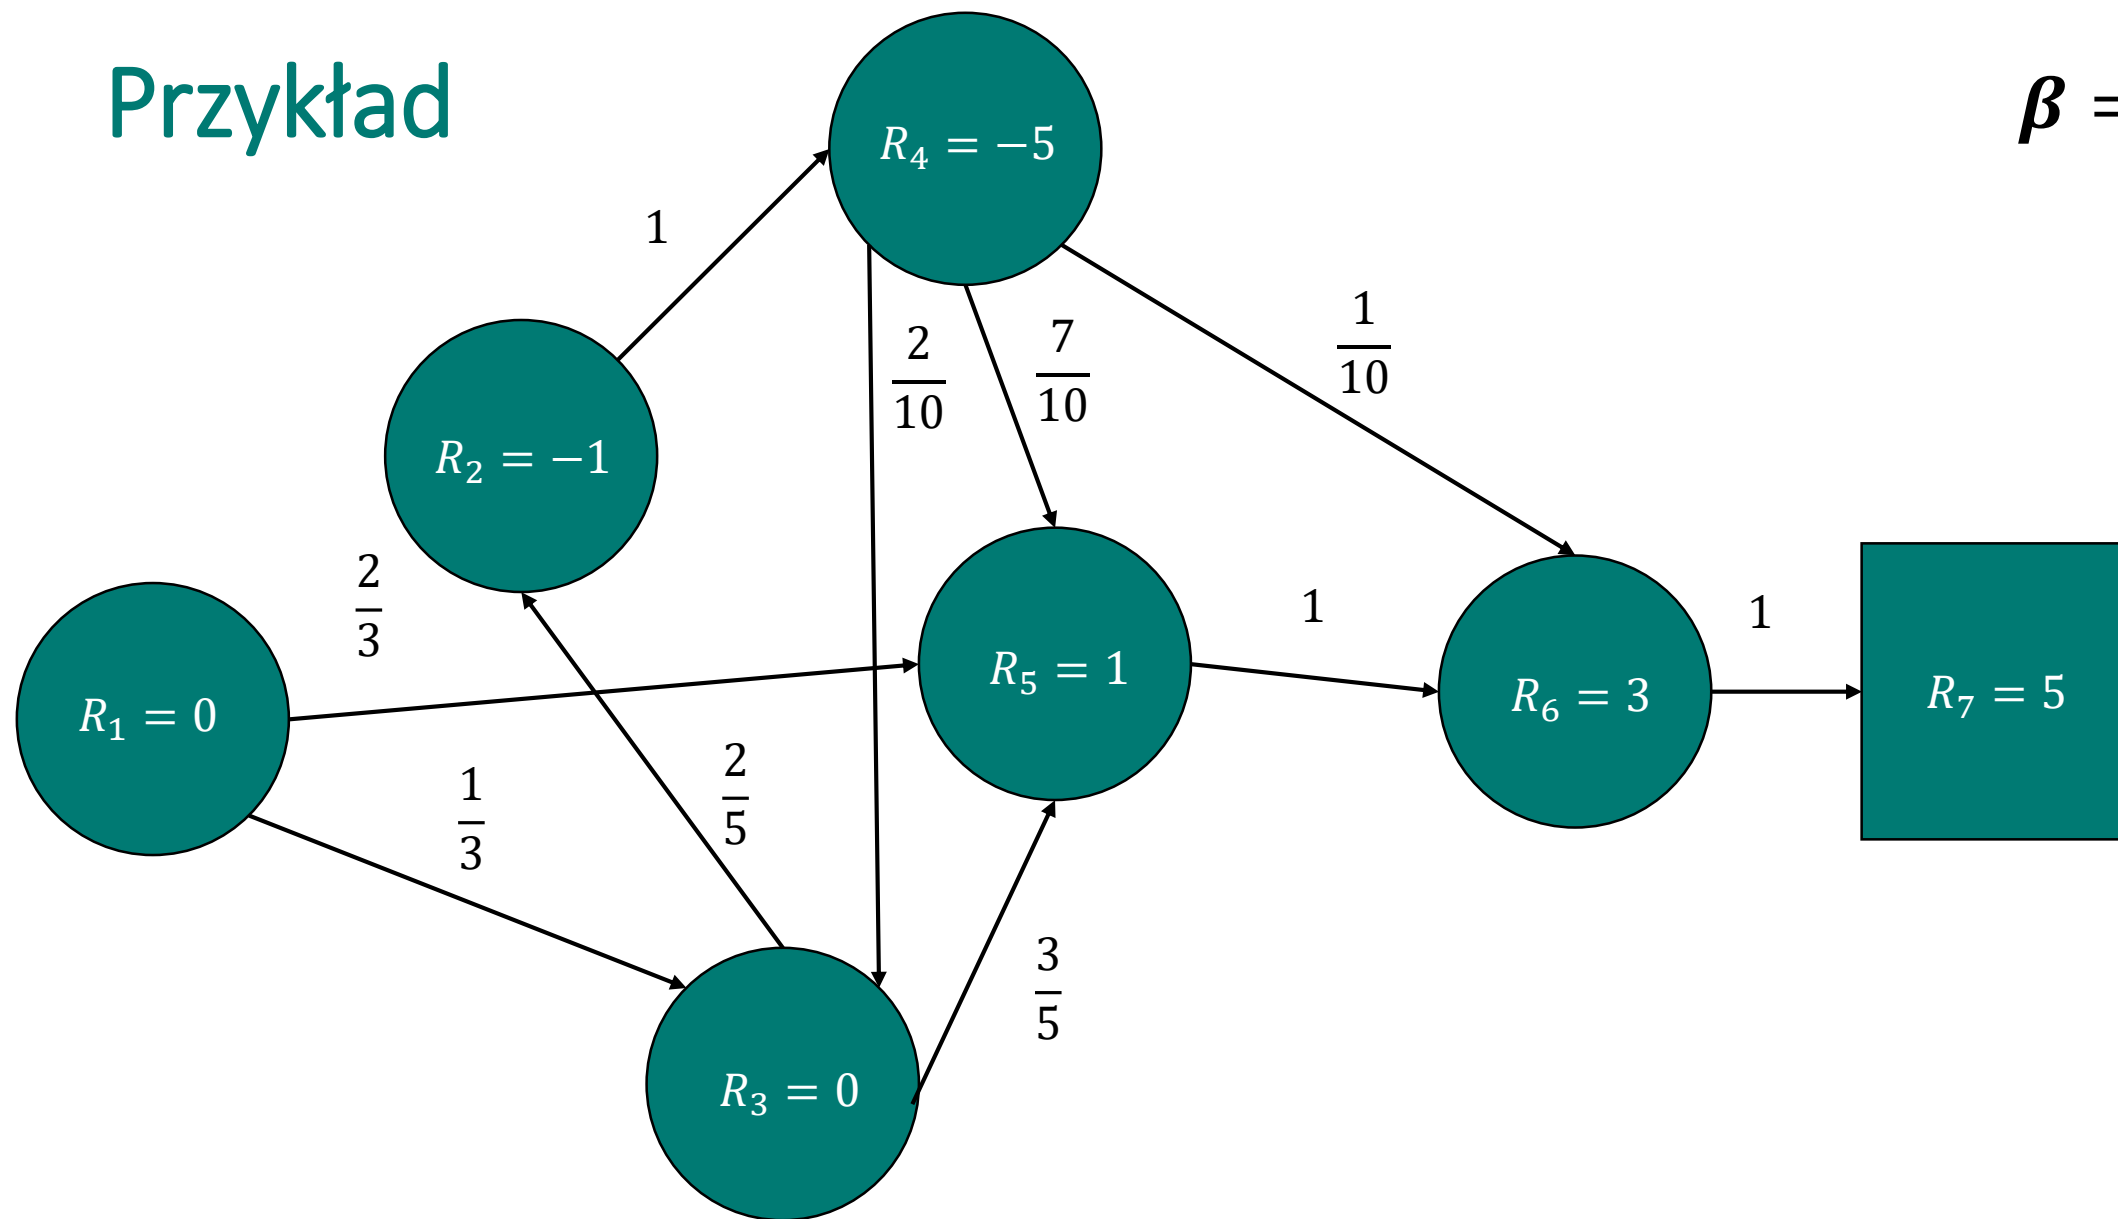 Przykład
β =
R₄ = −5
1
2/10
7/10
1/10
R₂ = −1
2/3
1
1
R₁ = 0
R₅ = 1
R₆ = 3
R₇ = 5
1/3
2/5
3/5
R₃ = 0